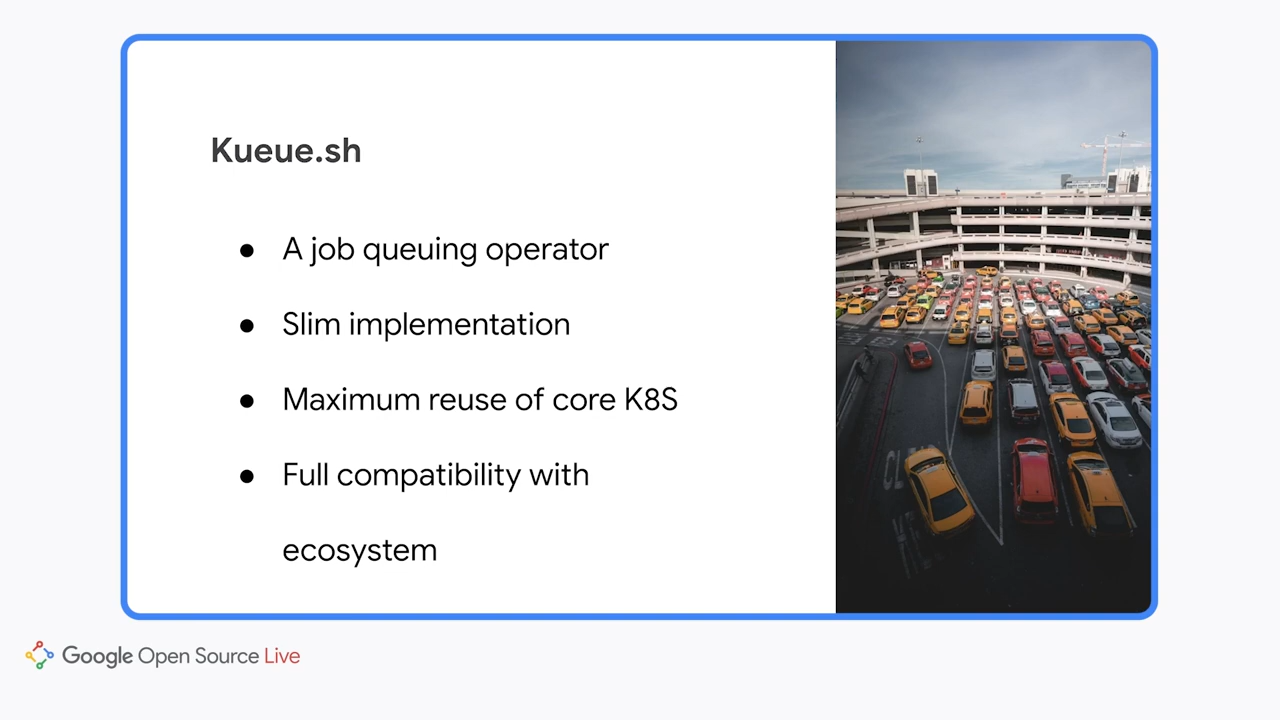 Kueue.sh
● A job queuing operator
● Slim implementation
● Maximum reuse of core K8S
● Full compatibility with
ecosystem
Google Open Source Live